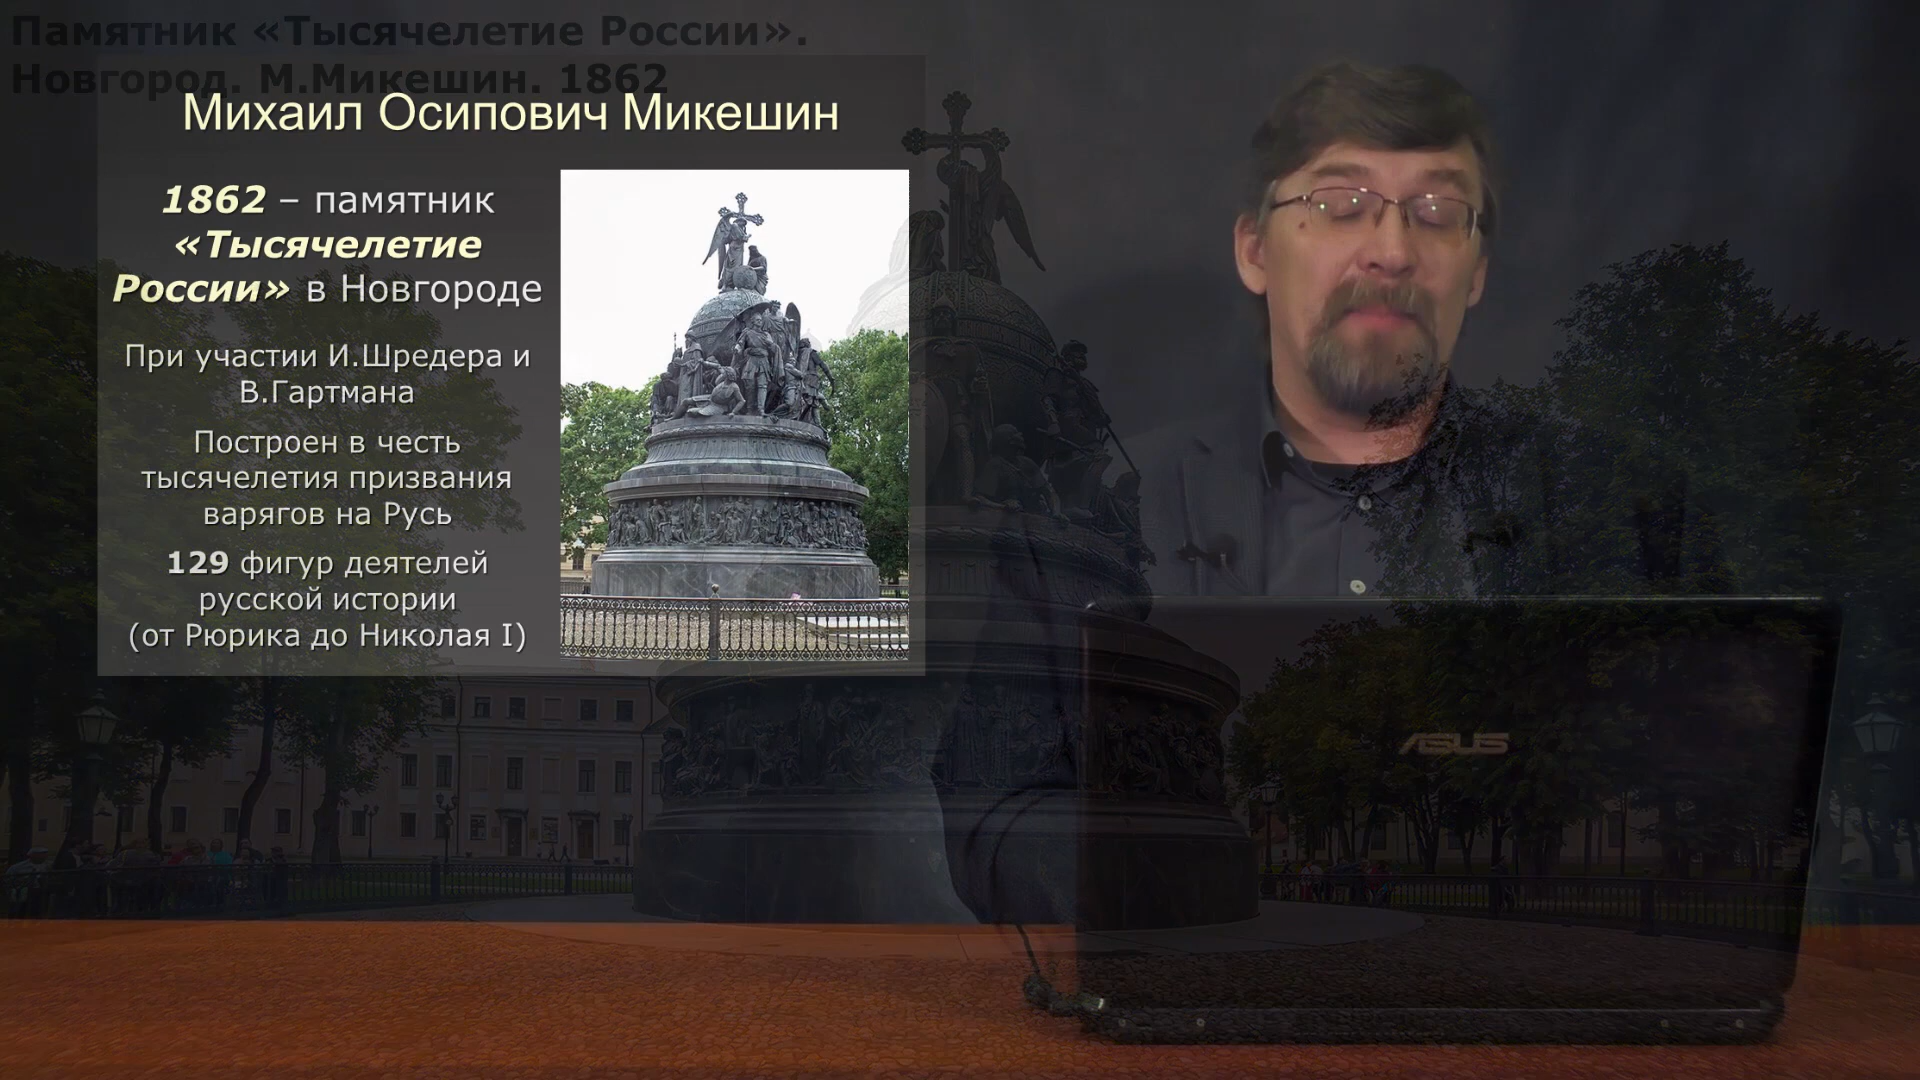 Памятник «Тысячелетие России».
Новгород. М.Микешин. 1862
Михаил Осипович Микешин
1862 – памятник
«Тысячелетие
России» в Новгороде
При участии И.Шредера и
В.Гартмана
Построен в честь
тысячелетия призвания
варягов на Русь
129 фигур деятелей
русской истории
(от Рюрика до Николая I)
ASUS